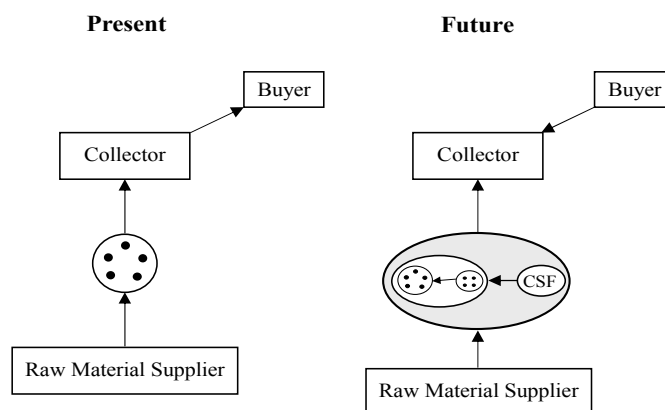 Present
Future
Buyer
Buyer
Collector
Collector
CSF
Raw Material Supplier
Raw Material Supplier